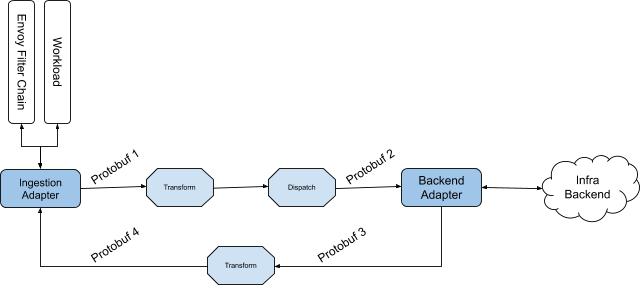 Envoy Filter Chain
Workload
Ingestion
Adapter
Protobuf 1
Transform
Dispatch
Protobuf 2
Backend
Adapter
Infra
Backend
Protobuf 4
Transform
Protobuf 3